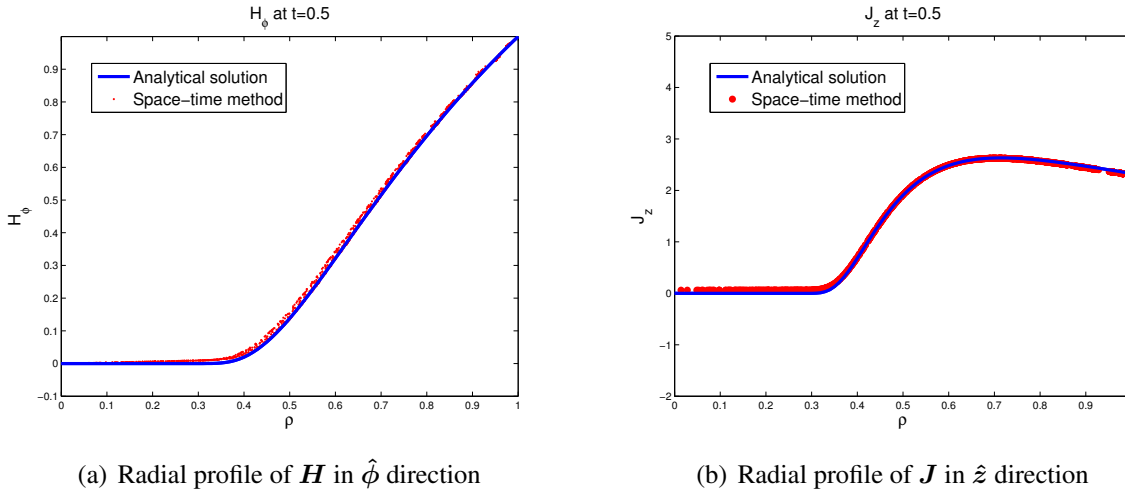 H_ϕ at t=0.5
1
0.9
0.8
0.7
0.6
0.5
0.4
0.3
0.2
0.1
0
−0.1
H_ϕ
Analytical solution
Space−time method
0 0.1 0.2 0.3 0.4 0.5 0.6 0.7 0.8 0.9 1
ρ
(a) Radial profile of H in ϕ̂ direction
J_z at t=0.5
5
4
3
2
1
0
−1
−2
J_z
Analytical solution
Space−time method
0 0.1 0.2 0.3 0.4 0.5 0.6 0.7 0.8 0.9
ρ
(b) Radial profile of J in ẑ direction